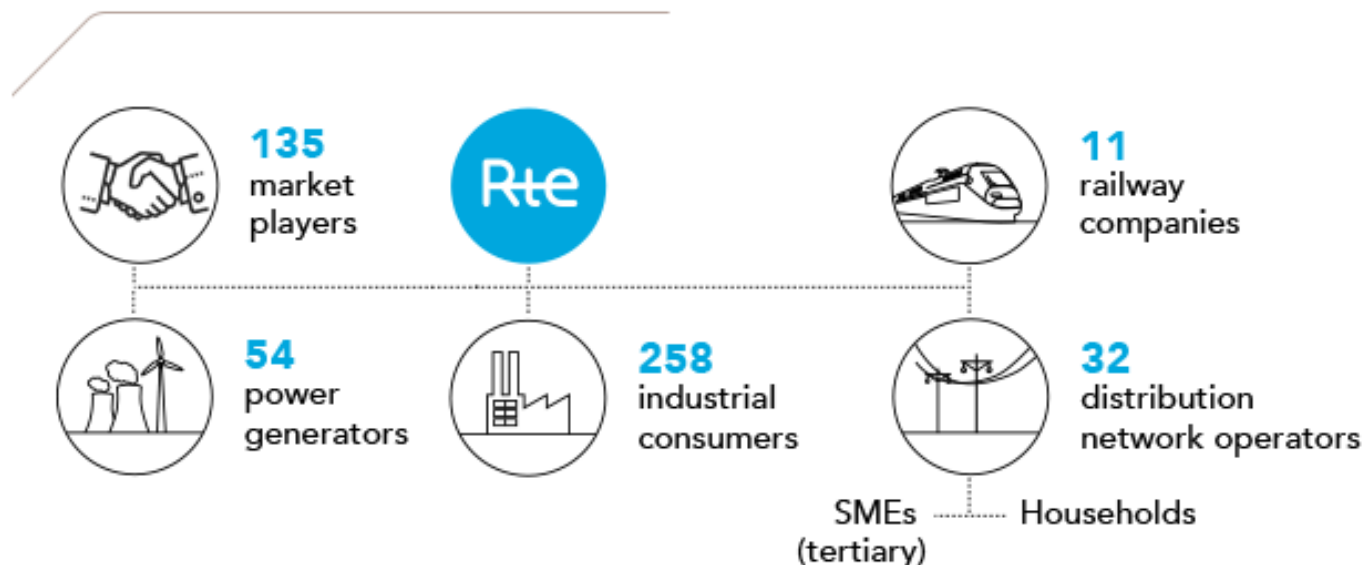 135
market
players
Rte
11
railway
companies
54
power
generators
258
industrial
consumers
32
distribution
network operators
SMEs
(tertiary)
Households